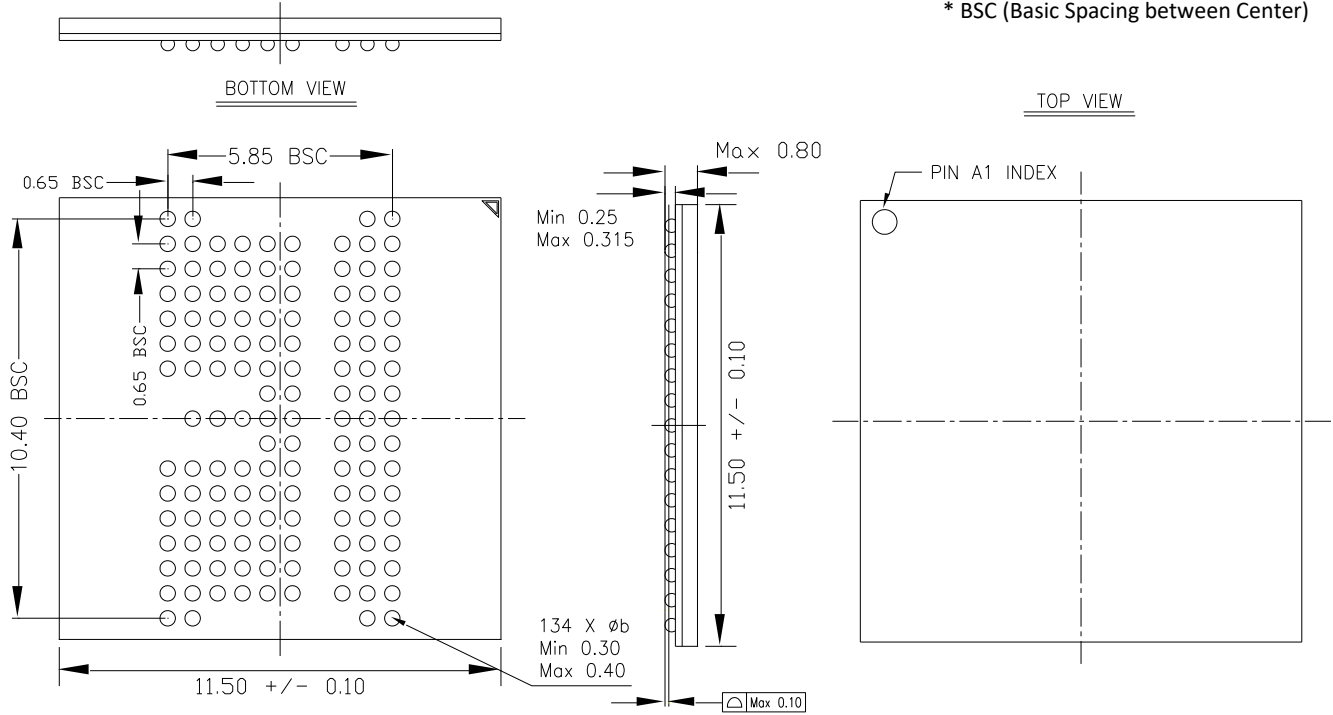 * BSC (Basic Spacing between Center)
BOTTOM VIEW
TOP VIEW
5.85 BSC
0.65 BSC
Max 0.80
PIN A1 INDEX
Min 0.25
Max 0.315
0.65 BSC
10.40 BSC
11.50 +/- 0.10
134 X øb
Min 0.30
Max 0.40
11.50 +/- 0.10
Max 0.10